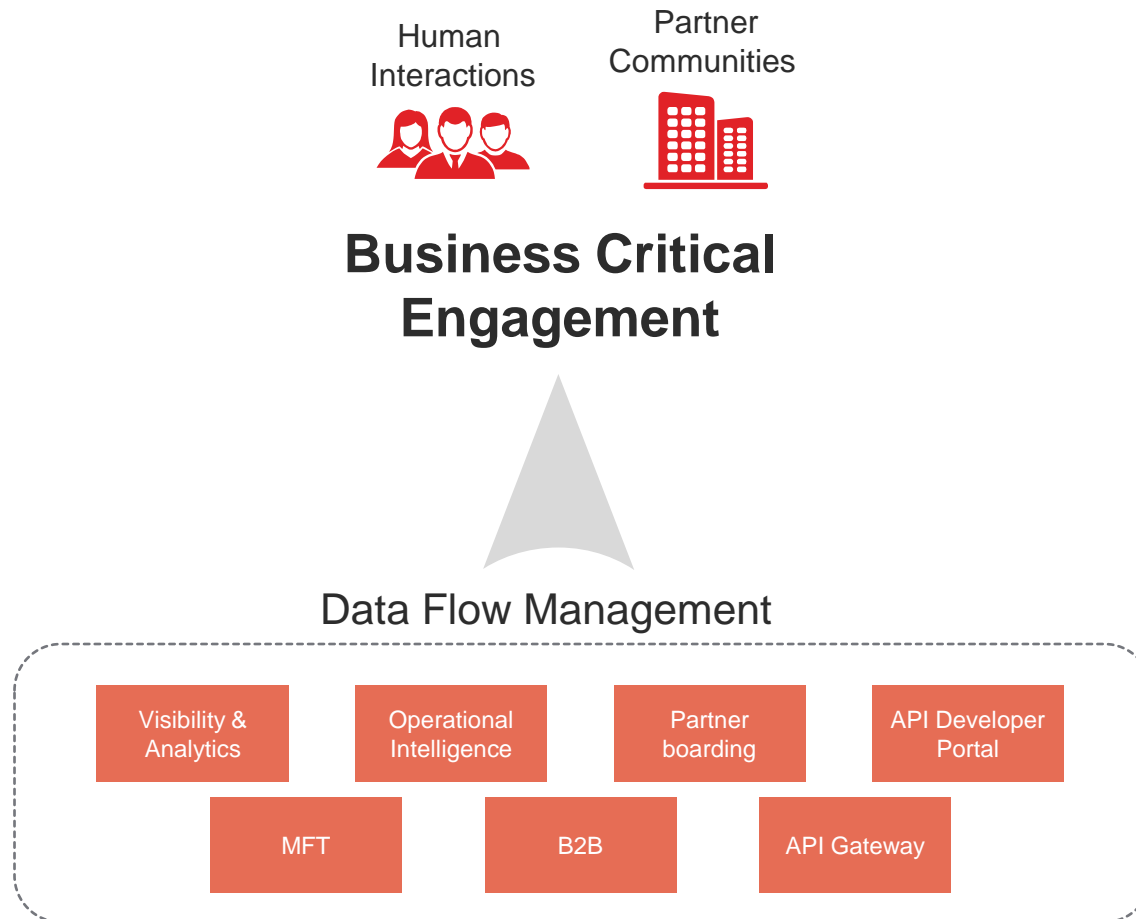 Human
Interactions
Partner
Communities
Business Critical
Engagement
Data Flow Management
Visibility &
Analytics
Operational
Intelligence
Partner
boarding
API Developer
Portal
MFT
B2B
API Gateway